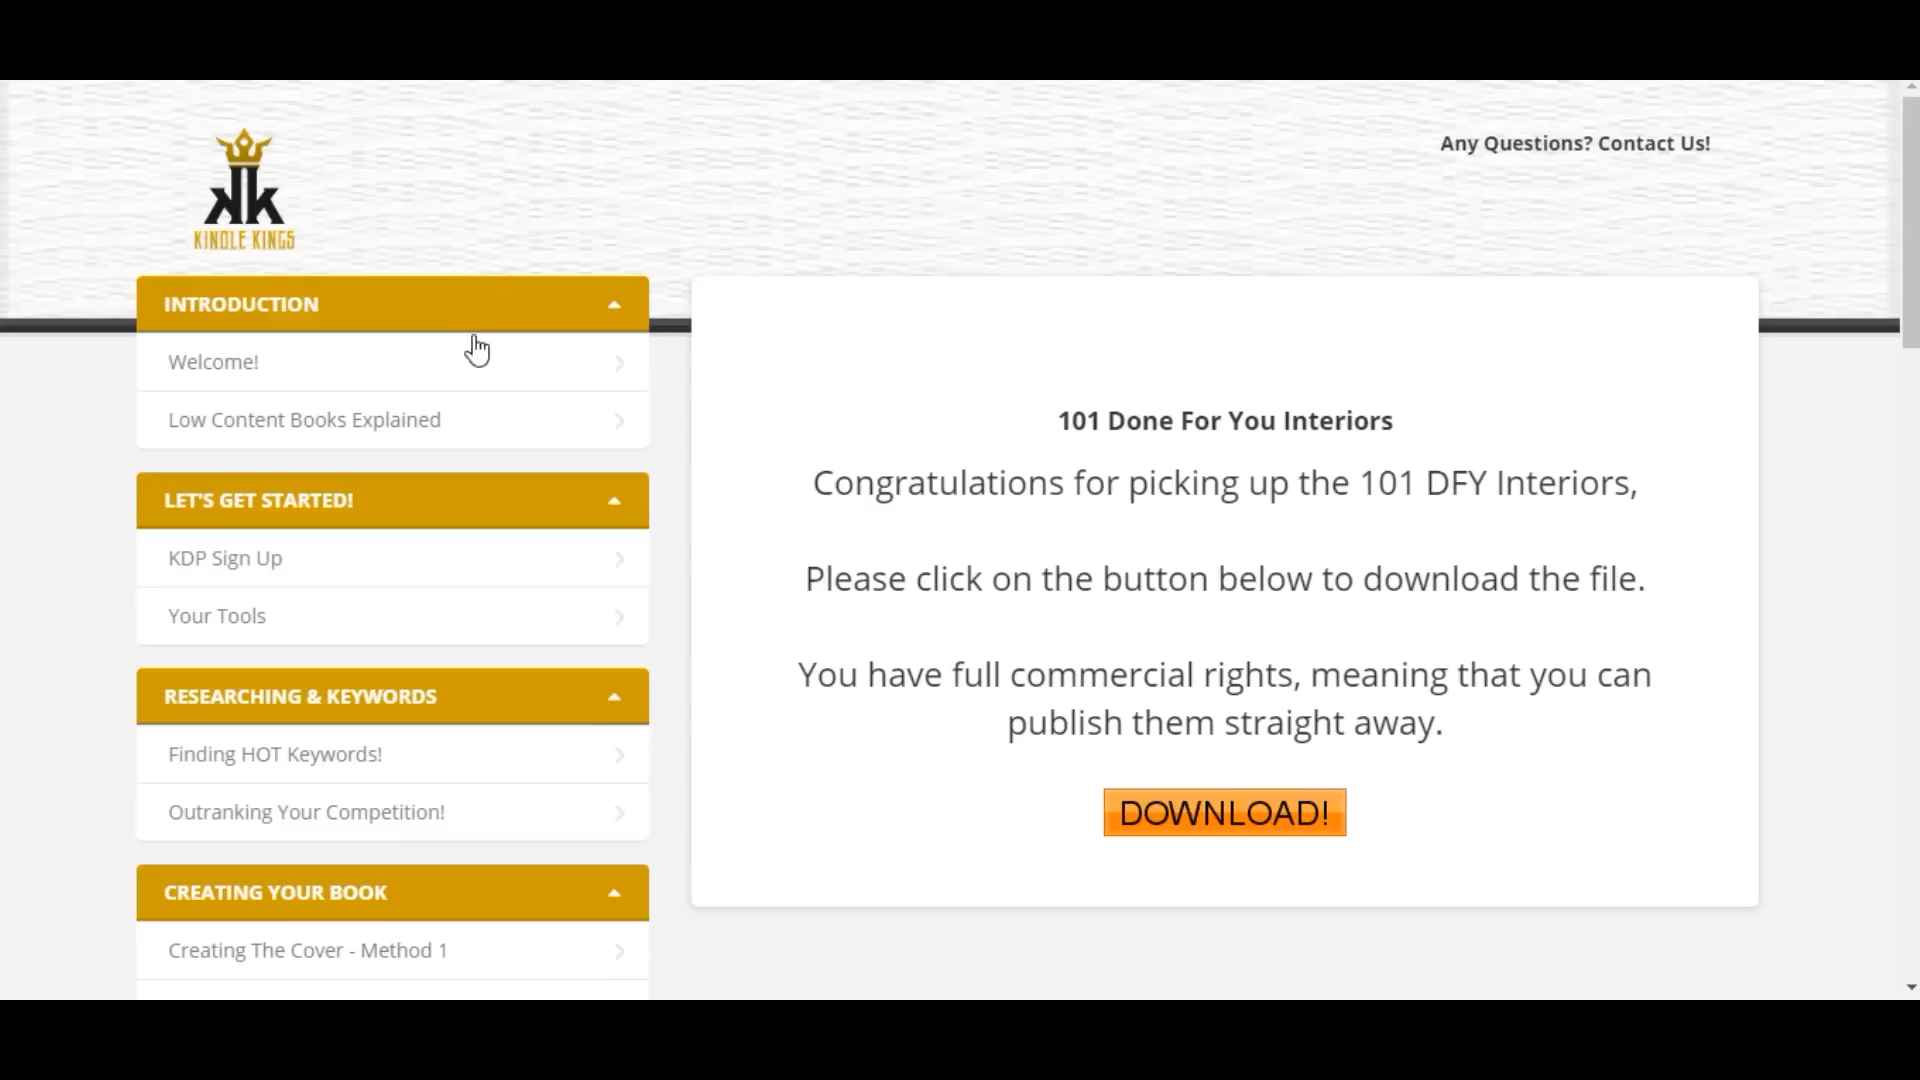 Any Questions? Contact Us!
KINDLE KINGS
INTRODUCTION
Welcome!
Low Content Books Explained
LET'S GET STARTED!
KDP Sign Up
Your Tools
RESEARCHING & KEYWORDS
Finding HOT Keywords!
Outranking Your Competition!
CREATING YOUR BOOK
Creating The Cover - Method 1
101 Done For You Interiors
Congratulations for picking up the 101 DFY Interiors,
Please click on the button below to download the file.
You have full commercial rights, meaning that you can
publish them straight away.
DOWNLOAD!